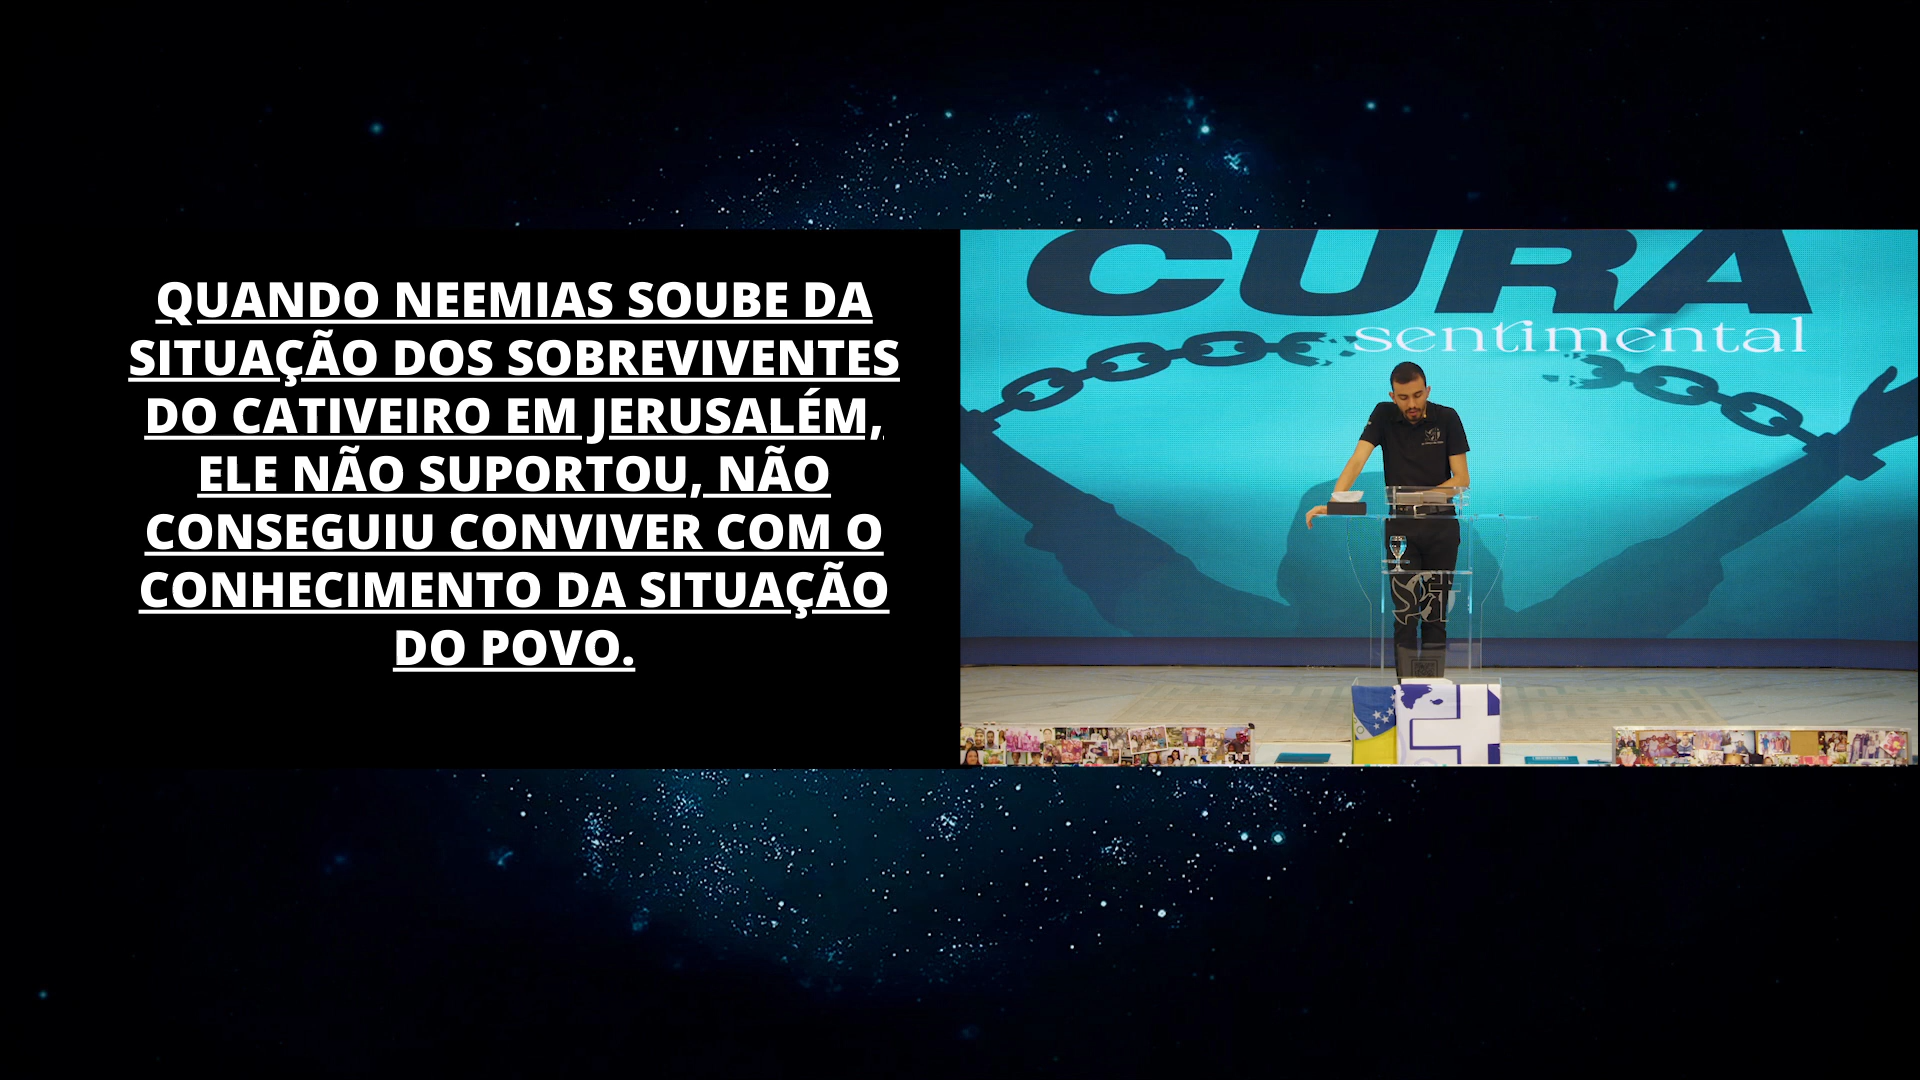 QUANDO NEEMIAS SOUBE DA
SITUAÇÃO DOS SOBREVIVENTES
DO CATIVEIRO EM JERUSALÉM,
ELE NÃO SUPORTOU, NÃO
CONSEGUIU CONVIVER COM O
CONHECIMENTO DA SITUAÇÃO
DO POVO.
CURA
sentimental